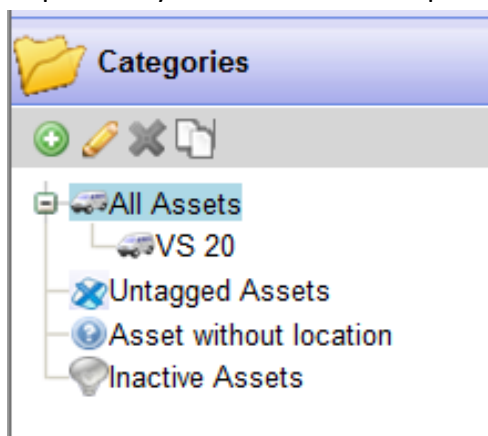 Categories
All Assets
VS 20
Untagged Assets
Asset without location
Inactive Assets